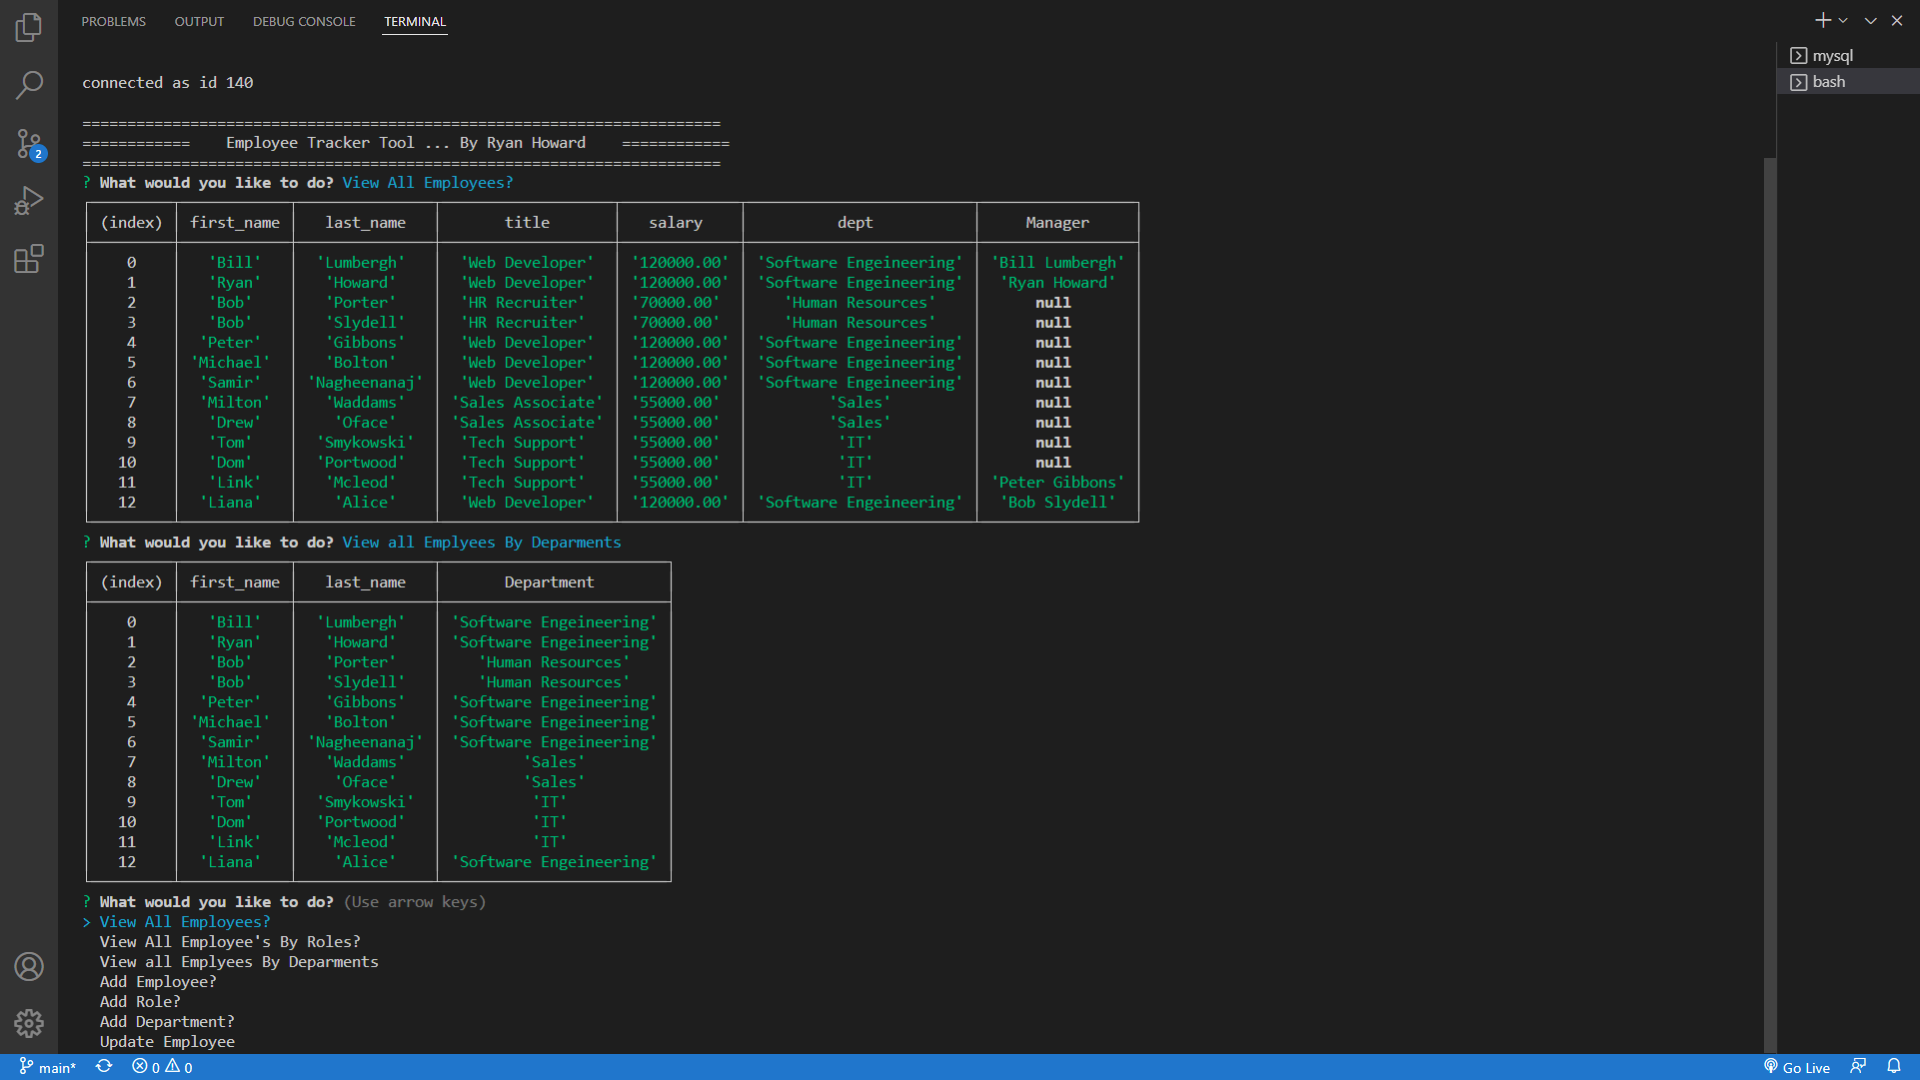 PROBLEMS OUTPUT DEBUG CONSOLE TERMINAL
mysql
bash
2
connected as id 140
=======================================================================
============    Employee Tracker Tool ... By Ryan Howard    ============
=======================================================================
? What would you like to do? View All Employees?
(index) first_name last_name title salary dept Manager
0 'Bill' 'Lumbergh' 'Web Developer' '120000.00' 'Software Engeineering' 'Bill Lumbergh'
1 'Ryan' 'Howard' 'Web Developer' '120000.00' 'Software Engeineering' 'Ryan Howard'
2 'Bob' 'Porter' 'HR Recruiter' '70000.00' 'Human Resources' null
3 'Bob' 'Slydell' 'HR Recruiter' '70000.00' 'Human Resources' null
4 'Peter' 'Gibbons' 'Web Developer' '120000.00' 'Software Engeineering' null
5 'Michael' 'Bolton' 'Web Developer' '120000.00' 'Software Engeineering' null
6 'Samir' 'Nagheenanaj' 'Web Developer' '120000.00' 'Software Engeineering' null
7 'Milton' 'Waddams' 'Sales Associate' '55000.00' 'Sales' null
8 'Drew' 'Oface' 'Sales Associate' '55000.00' 'Sales' null
9 'Tom' 'Smykowski' 'Tech Support' '55000.00' 'IT' null
10 'Dom' 'Portwood' 'Tech Support' '55000.00' 'IT' null
11 'Link' 'Mcleod' 'Tech Support' '55000.00' 'IT' 'Peter Gibbons'
12 'Liana' 'Alice' 'Web Developer' '120000.00' 'Software Engeineering' 'Bob Slydell'
? What would you like to do? View all Emplyees By Deparments
(index) first_name last_name Department
0 'Bill' 'Lumbergh' 'Software Engeineering'
1 'Ryan' 'Howard' 'Software Engeineering'
2 'Bob' 'Porter' 'Human Resources'
3 'Bob' 'Slydell' 'Human Resources'
4 'Peter' 'Gibbons' 'Software Engeineering'
5 'Michael' 'Bolton' 'Software Engeineering'
6 'Samir' 'Nagheenanaj' 'Software Engeineering'
7 'Milton' 'Waddams' 'Sales'
8 'Drew' 'Oface' 'Sales'
9 'Tom' 'Smykowski' 'IT'
10 'Dom' 'Portwood' 'IT'
11 'Link' 'Mcleod' 'IT'
12 'Liana' 'Alice' 'Software Engeineering'
? What would you like to do? (Use arrow keys)
> View All Employees?
View All Employee's By Roles?
View all Emplyees By Deparments
Add Employee?
Add Role?
Add Department?
Update Employee
main* 0 0 Go Live